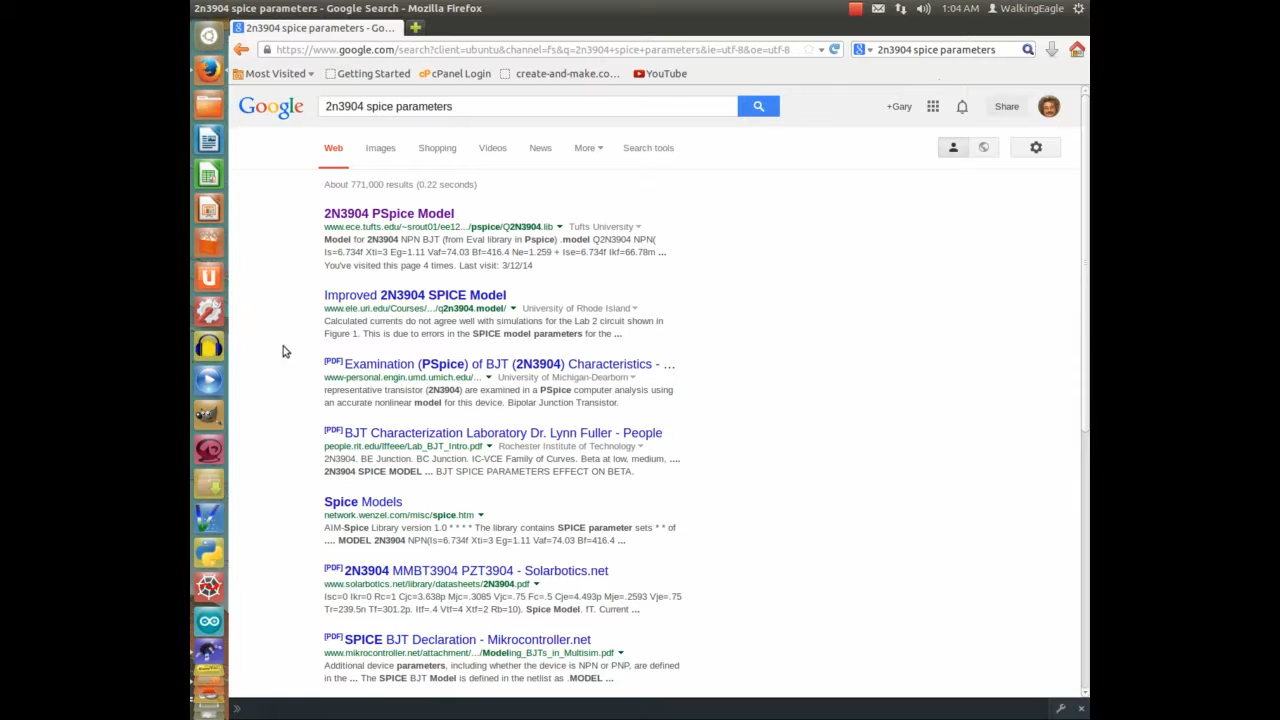 2n3904 spice parameters - Google Search - Mozilla Firefox
1:04 AM
WalkingEagle
2n3904 spice parameters - Go...
https://www.google.com/search?client=ubuntu&channel=fs&q=2n3904+spice+parameters&ie=utf-8&oe=utf-8
2n3904 spice parameters
Most Visited
Getting Started
cPanel Login
create-and-make.co...
YouTube
Google
2n3904 spice parameters
+Gary
Share
Web
Images
Shopping
Videos
News
More
Search tools
About 771,000 results (0.22 seconds)
2N3904 PSpice Model
www.ece.tufts.edu/~srout01/ee12.../pspice/Q2N3904.lib Tufts University
Model for 2N3904 NPN BJT (from Eval library in Pspice) .model Q2N3904 NPN(
Is=6.734f Xti=3 Eg=1.11 Vaf=74.03 Bf=416.4 Ne=1.259 + Ise=6.734f Ikf=66.78m ...
You've visited this page 4 times. Last visit: 3/12/14
Improved 2N3904 SPICE Model
www.ele.uri.edu/Courses/.../q2n3904.model/ University of Rhode Island
Calculated currents do not agree well with simulations for the Lab 2 circuit shown in
Figure 1. This is due to errors in the SPICE model parameters for the ...
[PDF] Examination (PSpice) of BJT (2N3904) Characteristics - ...
www-personal.engin.umd.umich.edu/... University of Michigan-Dearborn
representative transistor (2N3904) are examined in a PSpice computer analysis using
an accurate nonlinear model for this device. Bipolar Junction Transistor.
[PDF] BJT Characterization Laboratory Dr. Lynn Fuller - People
people.rit.edu/lffeee/Lab_BJT_Intro.pdf Rochester Institute of Technology
2N3904. BE Junction. BC Junction. IC-VCE Family of Curves. Beta at low, medium, ....
2N3904 SPICE MODEL ... BJT SPICE PARAMETERS EFFECT ON BETA.
Spice Models
network.wenzel.com/misc/spice.htm
AIM-Spice Library version 1.0 * * * * The library contains SPICE parameter sets * * of
.... MODEL 2N3904 NPN(Is=6.734f Xti=3 Eg=1.11 Vaf=74.03 Bf=416.4 ...
[PDF] 2N3904 MMBT3904 PZT3904 - Solarbotics.net
www.solarbotics.net/library/datasheets/2N3904.pdf
Isc=0 Ikr=0 Rc=1 Cjc=3.638p Mjc=.3085 Vjc=.75 Fc=.5 Cje=4.493p Mje=.2593 Vje=.75
Tr=239.5n Tf=301.2p. Itf=.4 Vtf=4 Xtf=2 Rb=10). Spice Model. fT. Current ...
[PDF] SPICE BJT Declaration - Mikrocontroller.net
www.mikrocontroller.net/attachment/.../Modeling_BJTs_in_Multisim.pdf
Additional device parameters, including whether the device is NPN or PNP, are defined
in the ... The SPICE BJT Model is defined in the netlist as .MODEL ...